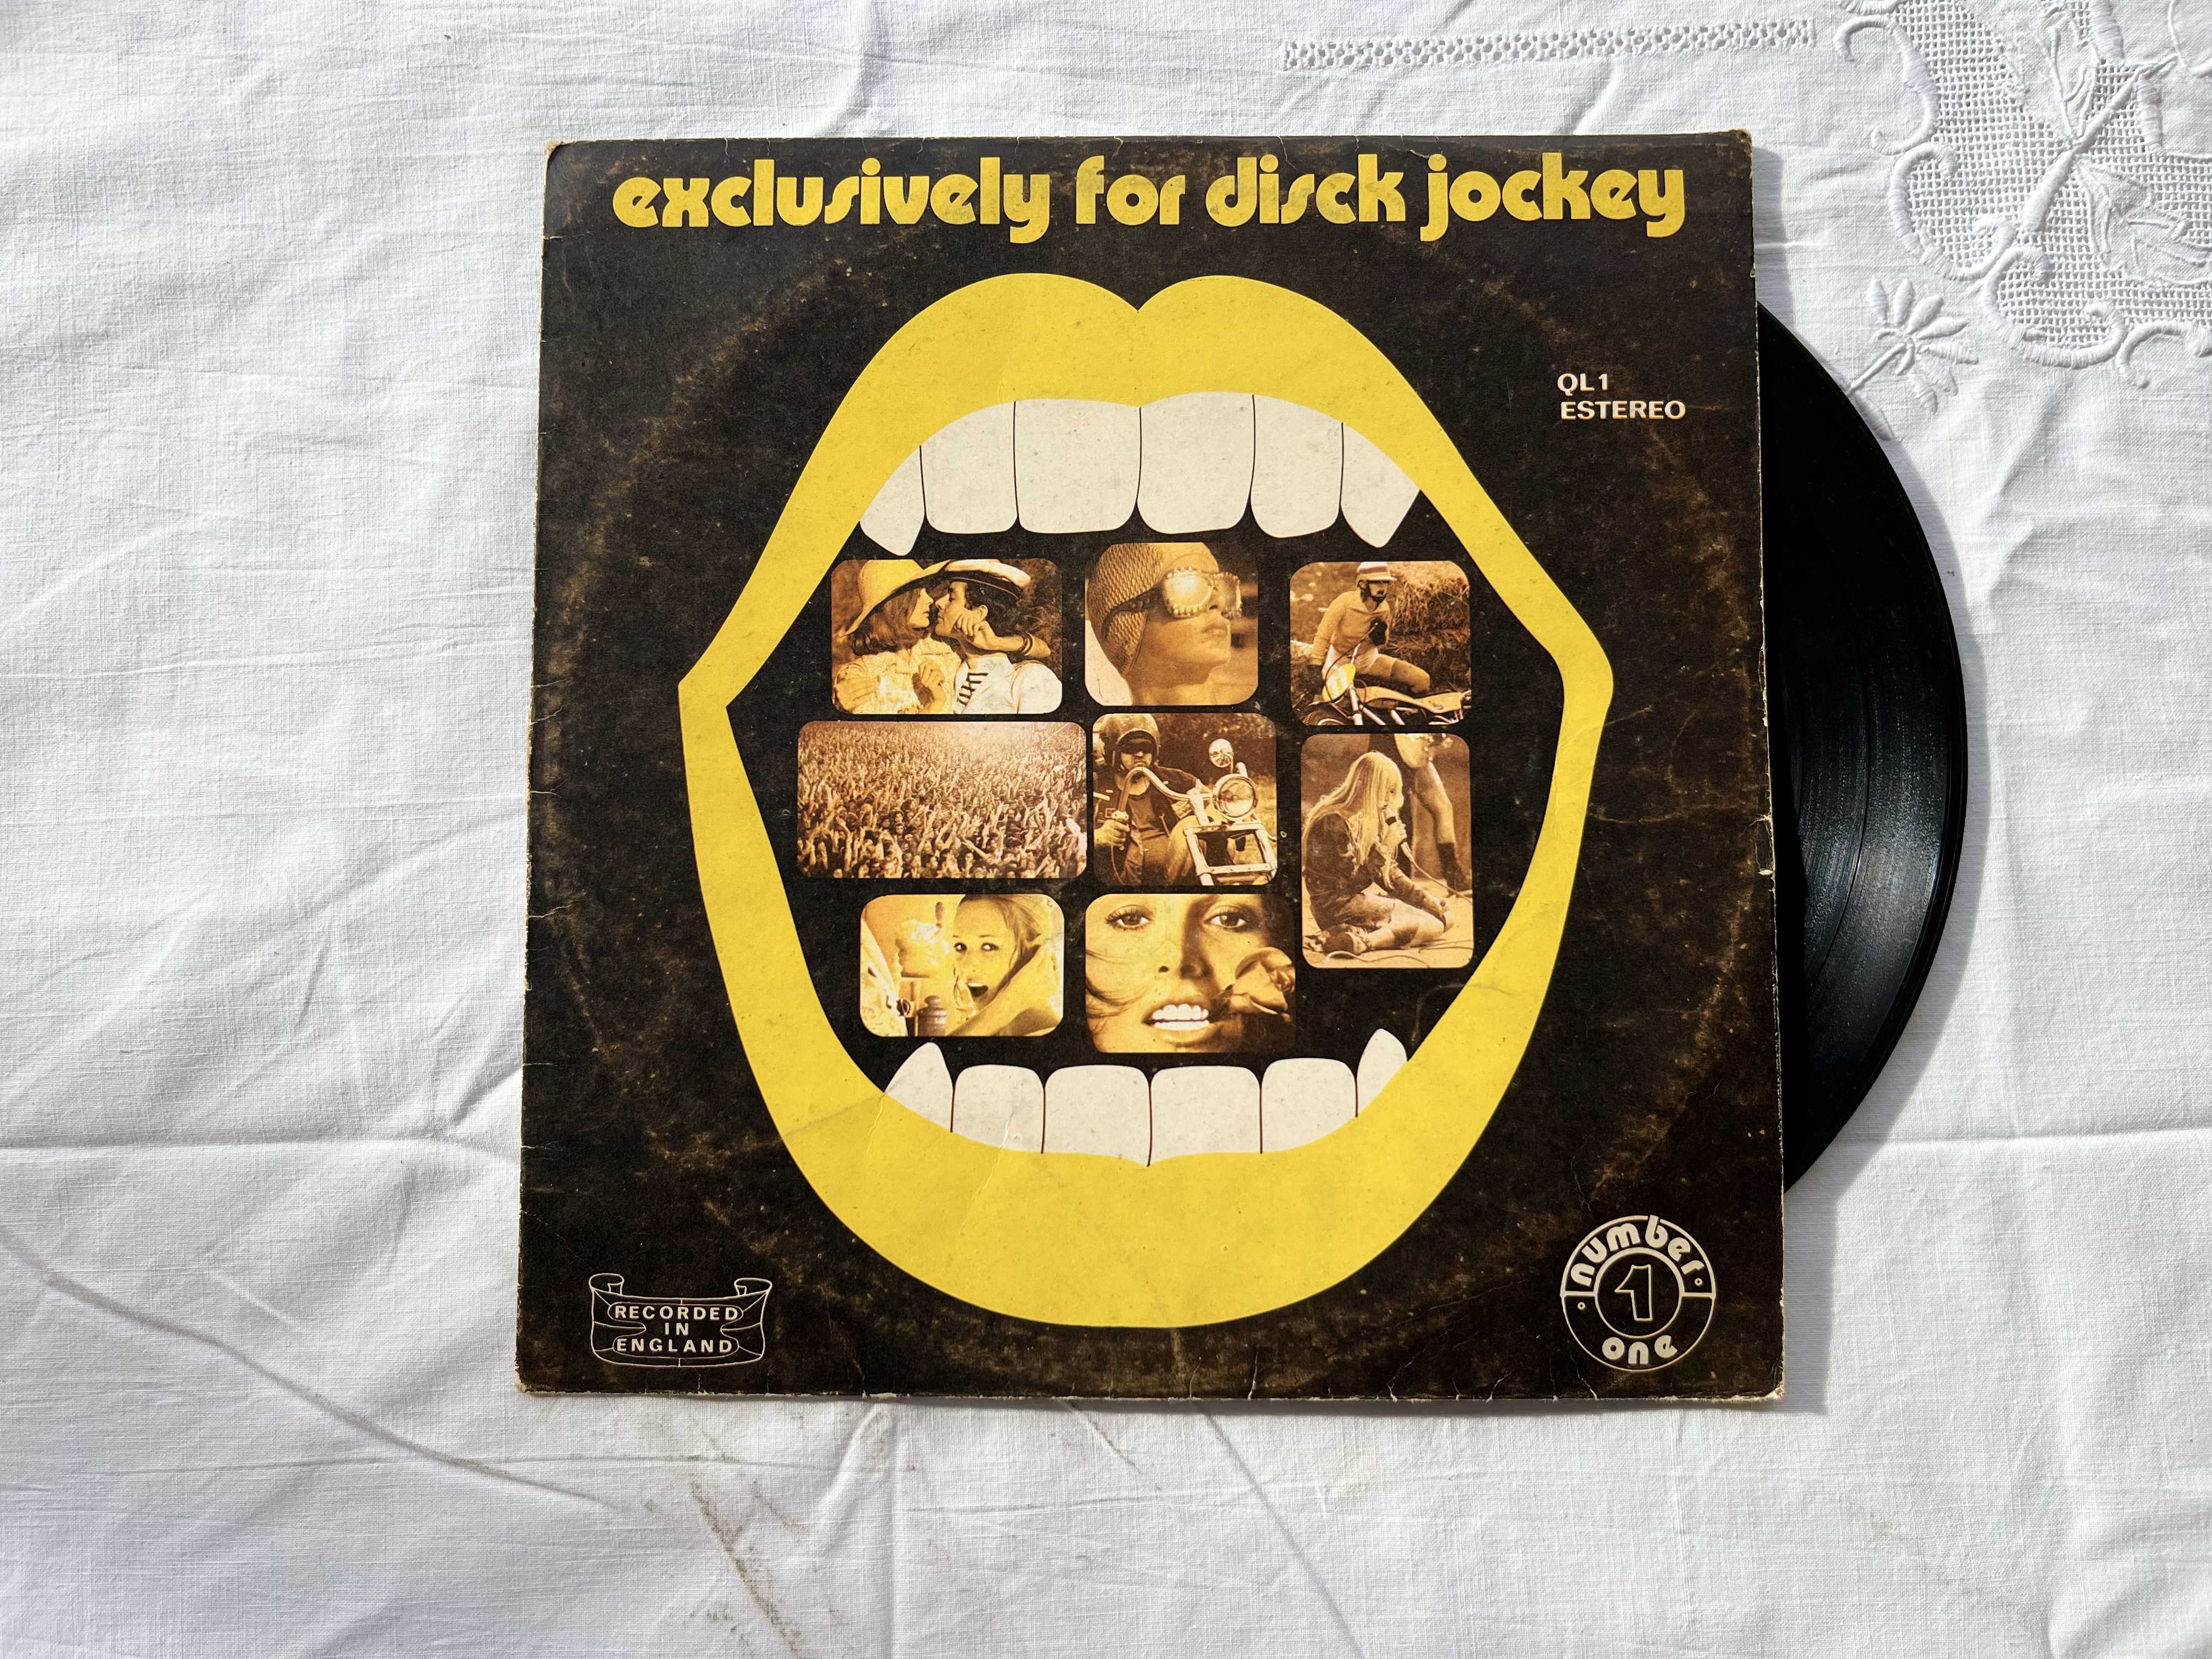 exclusively for disck jockey
QL1
ESTEREO
RECORDED
IN
ENGLAND
number
1
one